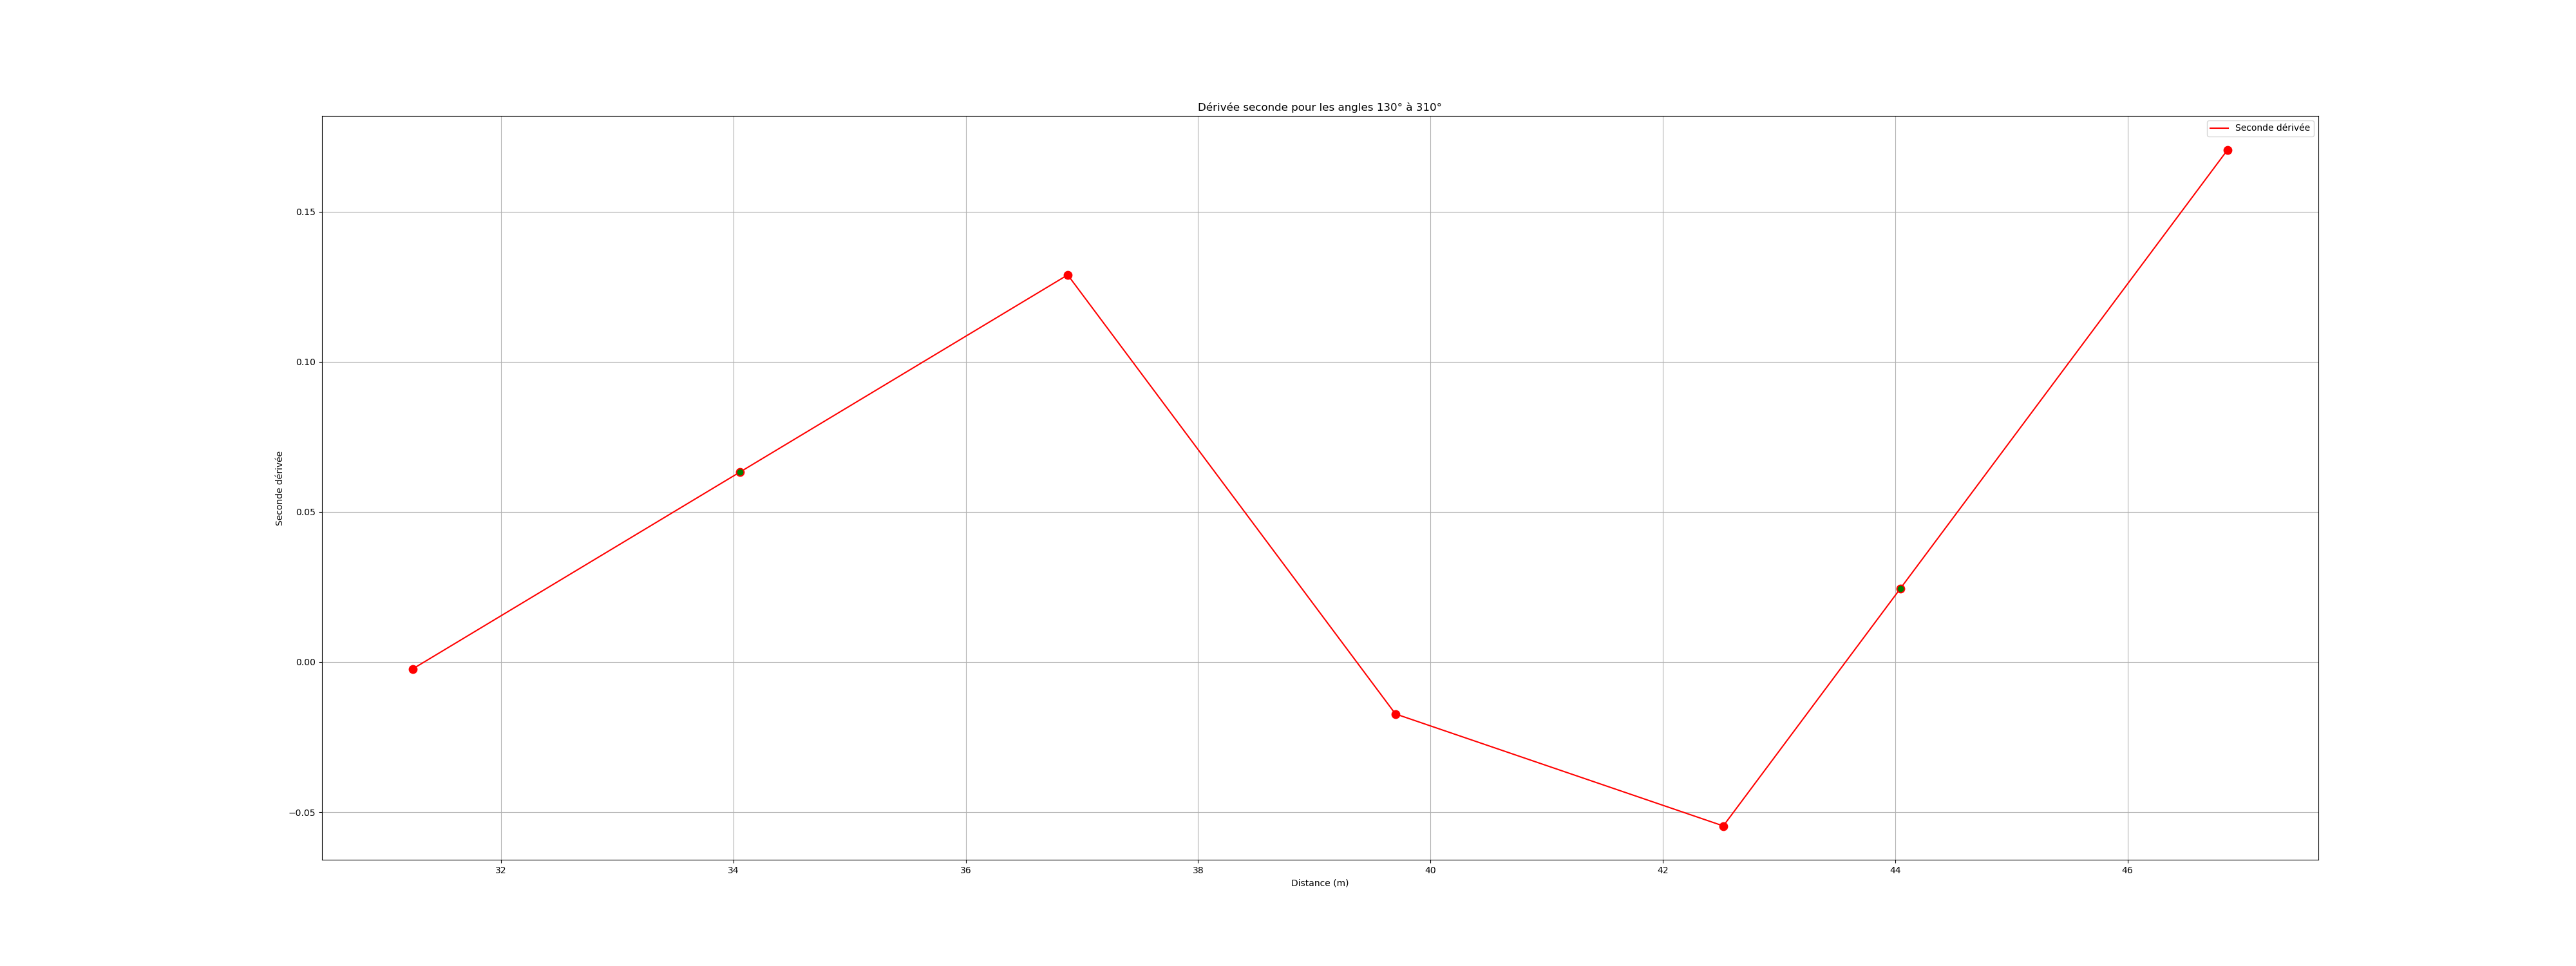 Dérivée seconde pour les angles 130° à 310°
Seconde dérivée
0.15
0.10
0.05
0.00
−0.05
Seconde dérivée
32 34 36 38 40 42 44 46
Distance (m)